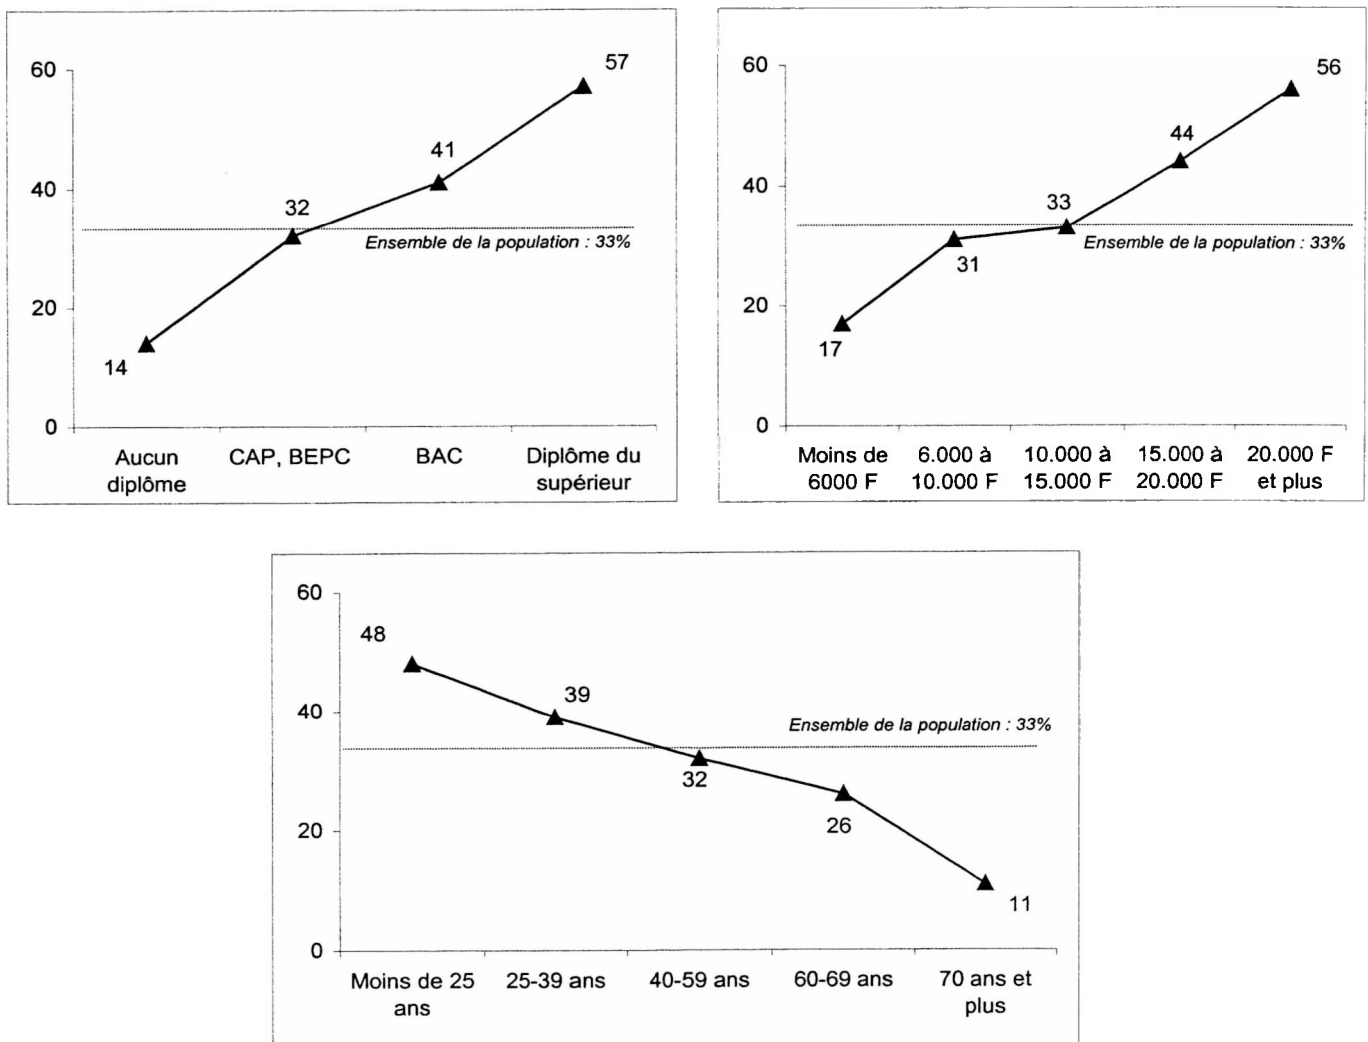 60
57
41
40
32
Ensemble de la population : 33%
20
14
0
Aucun CAP, BEPC BAC Diplôme du
diplôme supérieur
60
56
44
40
33
Ensemble de la population : 33%
31
20
17
0
Moins de 6.000 à 10.000 à 15.000 à 20.000 F
6000 F 10.000 F 15.000 F 20.000 F et plus
60
48
39
40
Ensemble de la population : 33%
32
26
20
11
0
Moins de 25 25-39 ans 40-59 ans 60-69 ans 70 ans et
ans plus